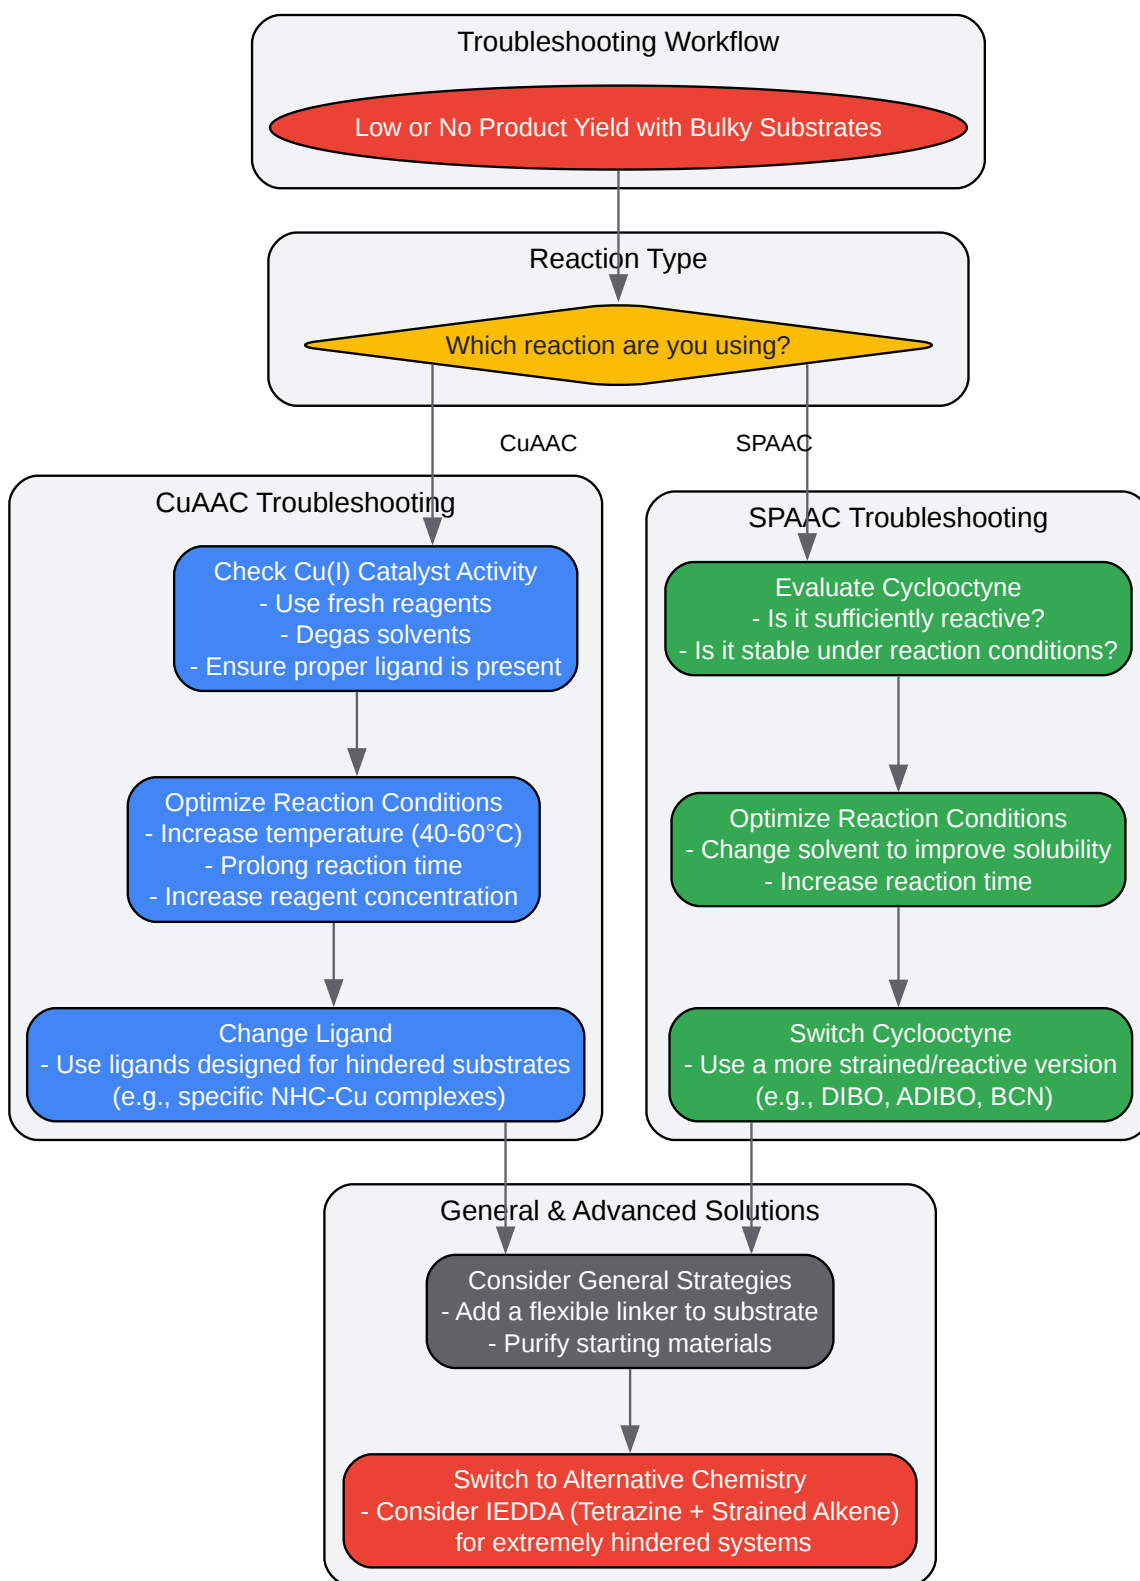 Troubleshooting Workflow
Low or No Product Yield with Bulky Substrates
Reaction Type
Which reaction are you using?
CuAAC
SPAAC
CuAAC Troubleshooting
Check Cu(I) Catalyst Activity
- Use fresh reagents
- Degas solvents
- Ensure proper ligand is present
Optimize Reaction Conditions
- Increase temperature (40-60°C)
- Prolong reaction time
- Increase reagent concentration
Change Ligand
- Use ligands designed for hindered substrates
(e.g., specific NHC-Cu complexes)
SPAAC Troubleshooting
Evaluate Cyclooctyne
- Is it sufficiently reactive?
- Is it stable under reaction conditions?
Optimize Reaction Conditions
- Change solvent to improve solubility
- Increase reaction time
Switch Cyclooctyne
- Use a more strained/reactive version
(e.g., DIBO, ADIBO, BCN)
General & Advanced Solutions
Consider General Strategies
- Add a flexible linker to substrate
- Purify starting materials
Switch to Alternative Chemistry
- Consider IEDDA (Tetrazine + Strained Alkene)
for extremely hindered systems